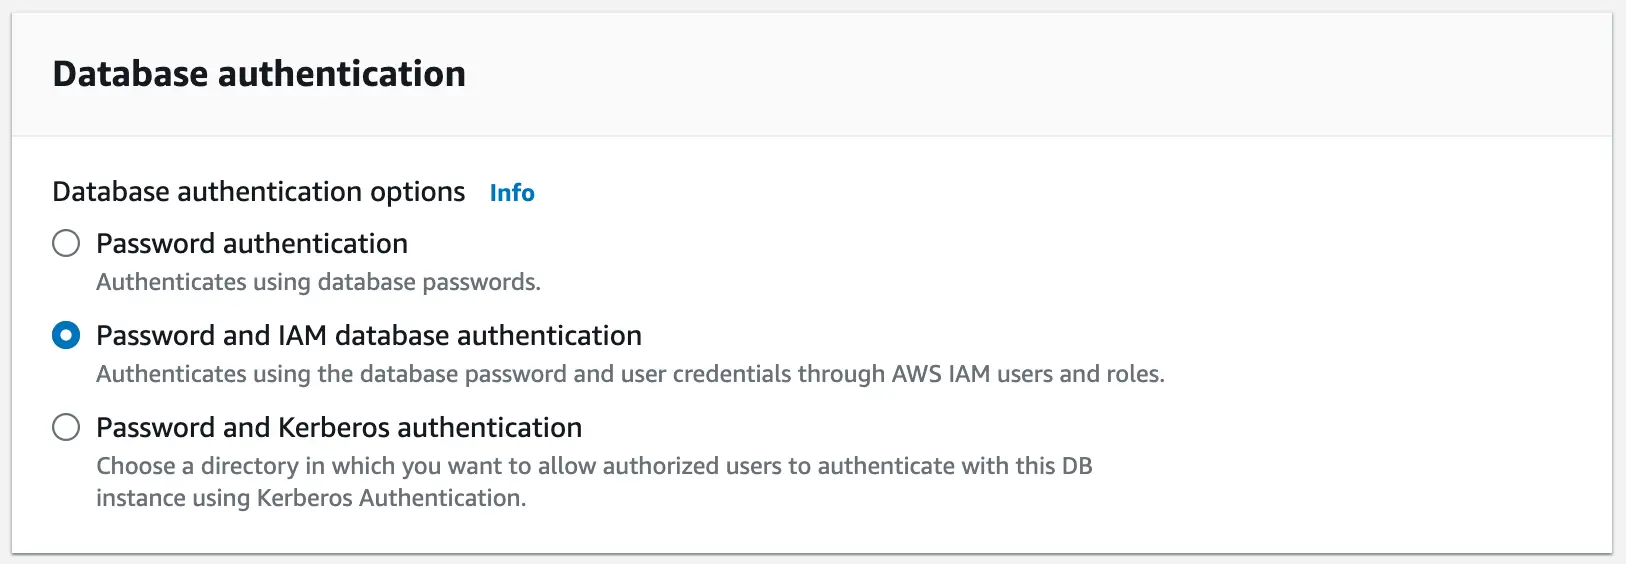 Database authentication
Database authentication options Info
Password authentication
Authenticates using database passwords.
Password and IAM database authentication
Authenticates using the database password and user credentials through AWS IAM users and roles.
Password and Kerberos authentication
Choose a directory in which you want to allow authorized users to authenticate with this DB
instance using Kerberos Authentication.